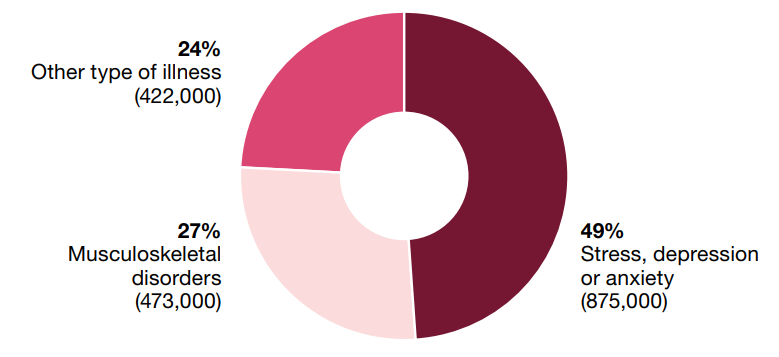 24%
Other type of illness
(422,000)
27%
Musculoskeletal
disorders
(473,000)
49%
Stress, depression
or anxiety
(875,000)